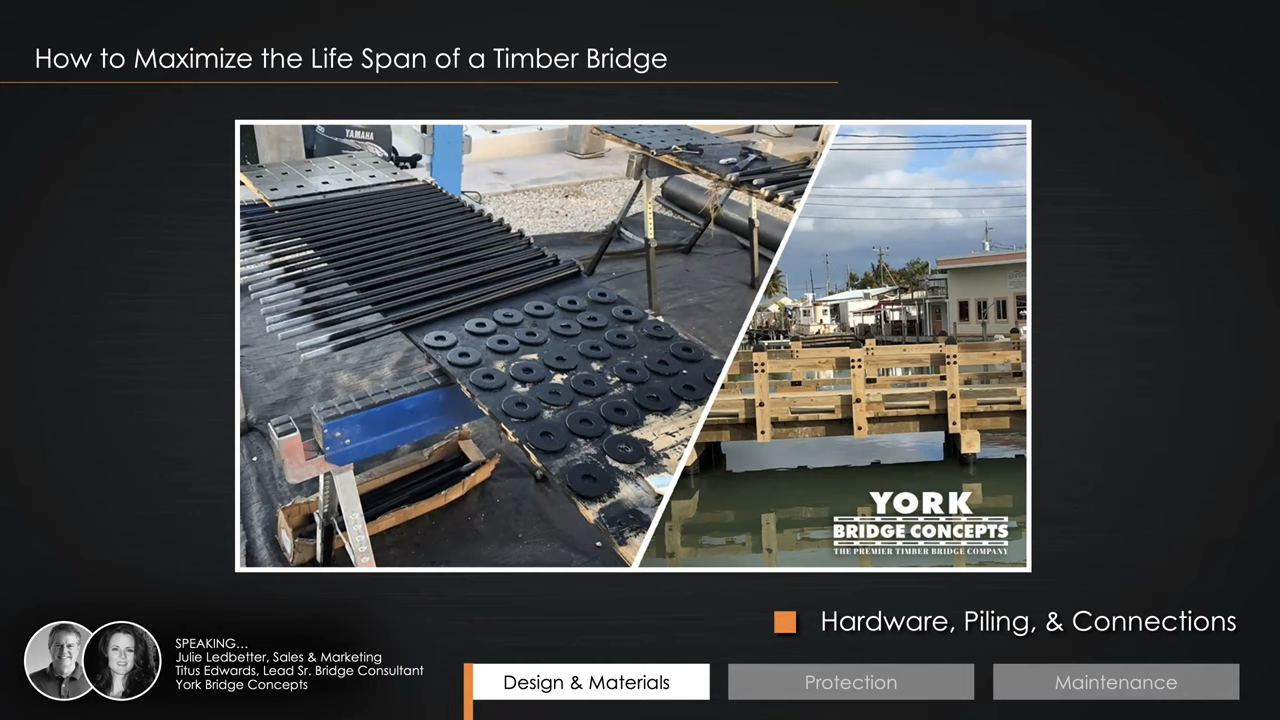 How to Maximize the Life Span of a Timber Bridge
YAMAHA
YORK
BRIDGE CONCEPTS
THE PREMIER TIMBER BRIDGE COMPANY
Hardware, Piling, & Connections
SPEAKING...
Julie Ledbetter, Sales & Marketing
Titus Edwards, Lead Sr. Bridge Consultant
York Bridge Concepts
Design & Materials
Protection
Maintenance